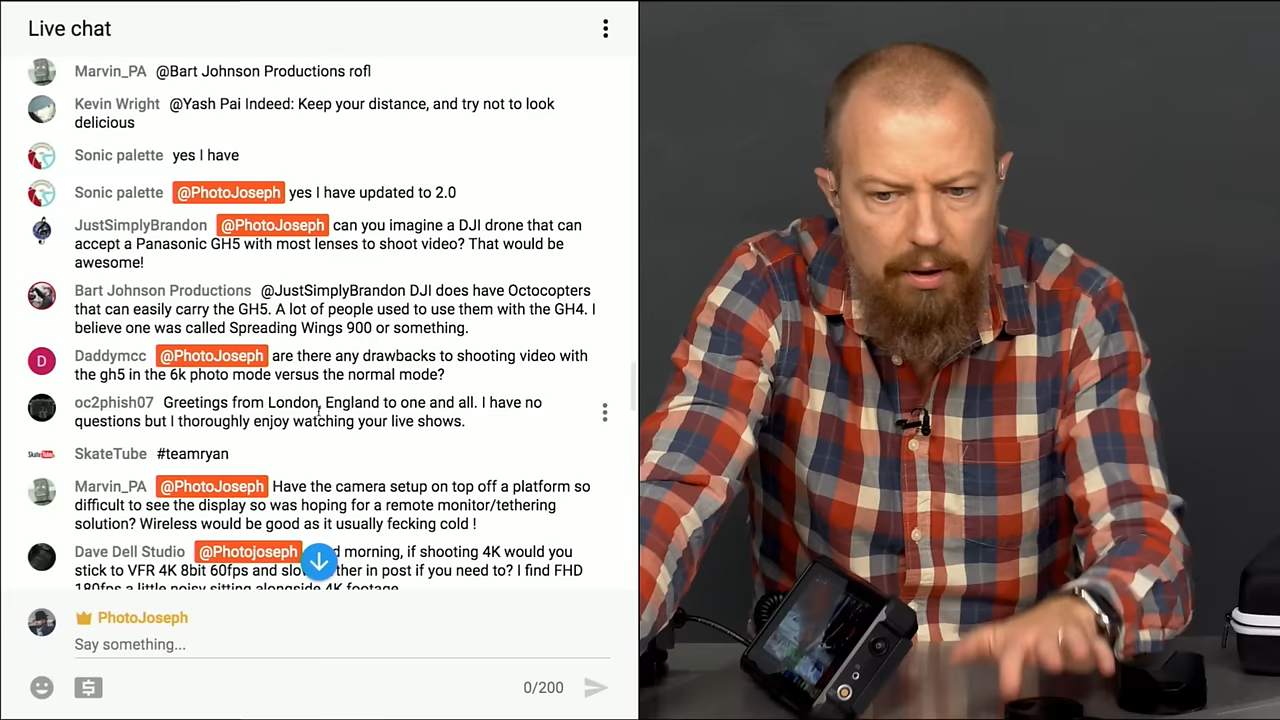 Live chat
Marvin_PA @Bart Johnson Productions rofl
Kevin Wright @Yash Pai Indeed: Keep your distance, and try not to look
delicious
Sonic palette yes I have
Sonic palette @PhotoJoseph yes I have updated to 2.0
JustSimplyBrandon @PhotoJoseph can you imagine a DJI drone that can
accept a Panasonic GH5 with most lenses to shoot video? That would be
awesome!
Bart Johnson Productions @JustSimplyBrandon DJI does have Octocopters
that can easily carry the GH5. A lot of people used to use them with the GH4. I
believe one was called Spreading Wings 900 or something.
D
Daddymcc @PhotoJoseph are there any drawbacks to shooting video with
the gh5 in the 6k photo mode versus the normal mode?
oc2phish07 Greetings from London, England to one and all. I have no
questions but I thoroughly enjoy watching your live shows.
SkateTube #teamryan
Marvin_PA @PhotoJoseph Have the camera setup on top off a platform so
difficult to see the display so was hoping for a remote monitor/tethering
solution? Wireless would be good as it usually fecking cold !
Dave Dell Studio @Photojoseph morning, if shooting 4K would you
stick to VFR 4K 8bit 60fps and in post if you need to? I find FHD
180fps a little noisy sitting alongside 4K footage
PhotoJoseph
Say something...
$
0/200